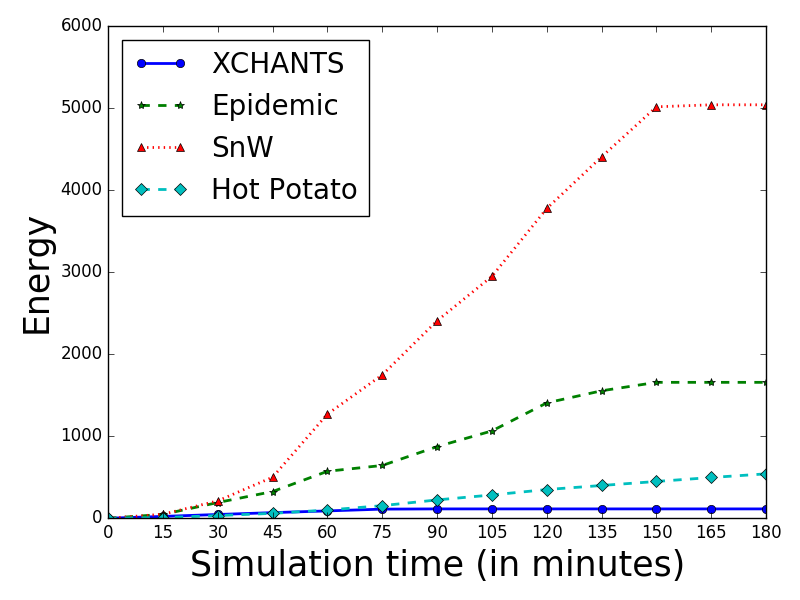 6000
5000
4000
3000
2000
1000
0
Energy
XCHANTS
Epidemic
SnW
Hot Potato
0 15 30 45 60 75 90 105 120 135 150 165 180
Simulation time (in minutes)